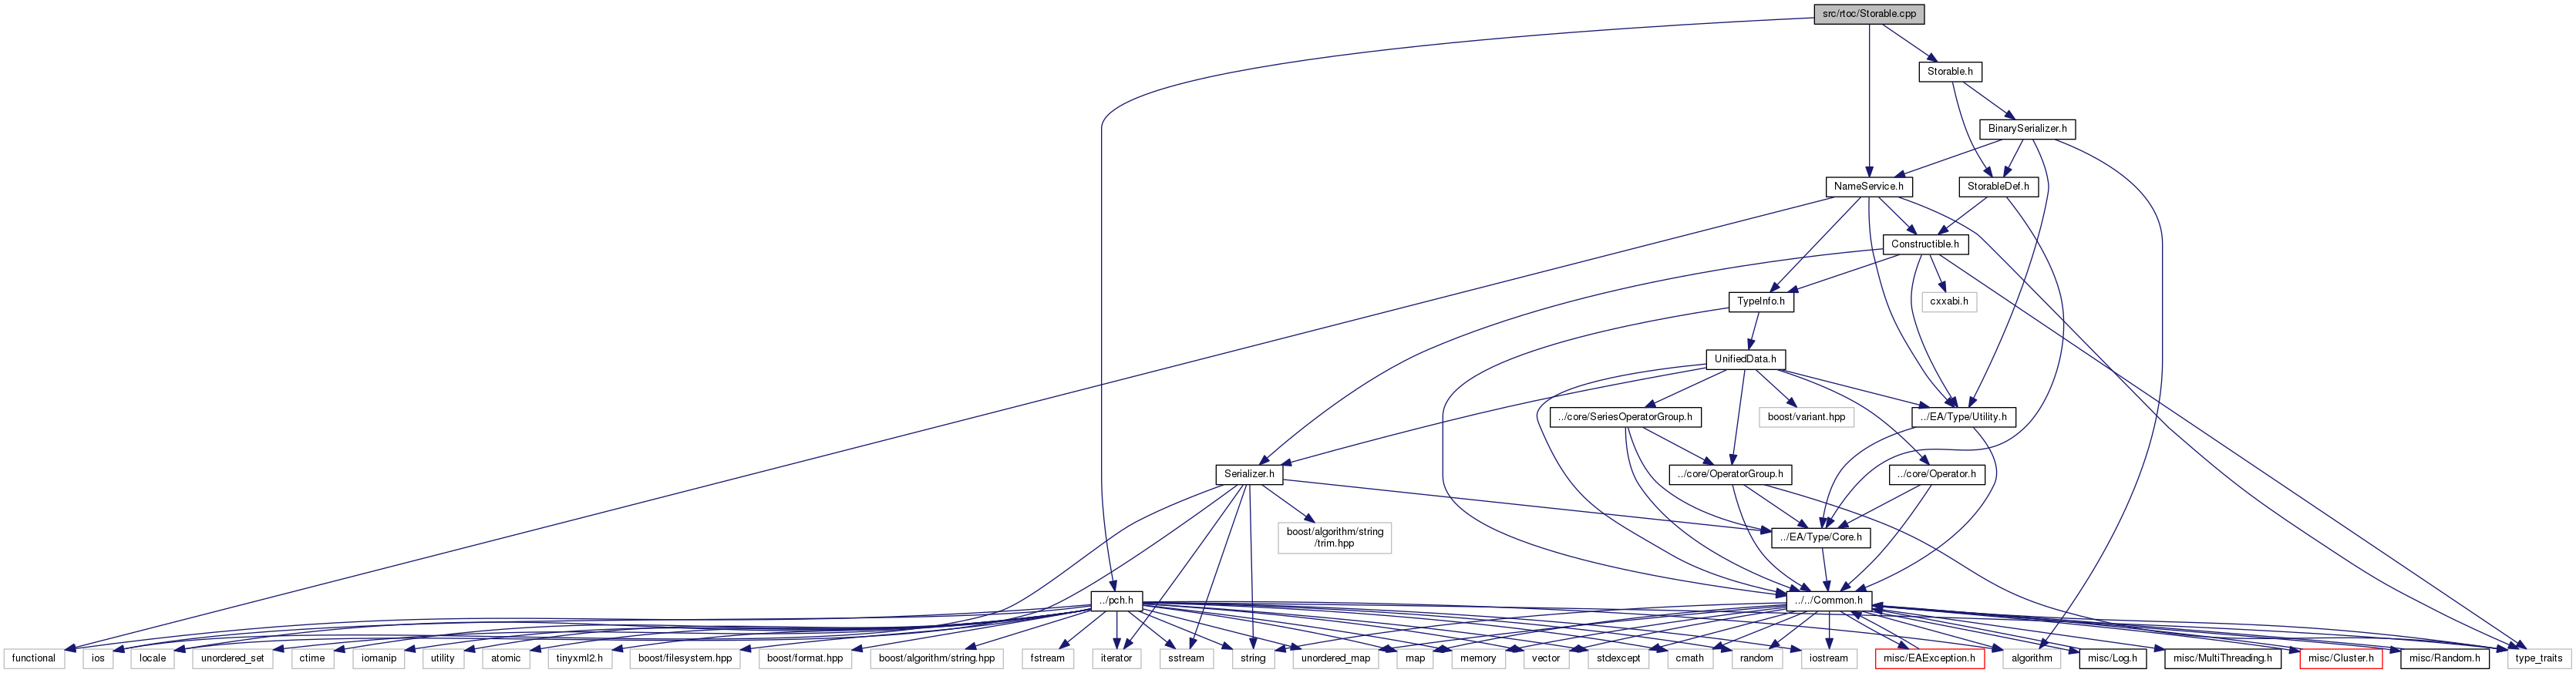 src/rtoc/Storable.cpp
Storable.h
BinarySerializer.h
NameService.h
StorableDef.h
Constructible.h
TypeInfo.h
cxxabi.h
UnifiedData.h
../core/SeriesOperatorGroup.h
boost/variant.hpp
../EA/Type/Utility.h
Serializer.h
../core/OperatorGroup.h
../core/Operator.h
boost/algorithm/string
/trim.hpp
../EA/Type/Core.h
../pch.h
../../Common.h
functional
ios
locale
unordered_set
ctime
iomanip
utility
atomic
tinyxml2.h
boost/filesystem.hpp
boost/format.hpp
boost/algorithm/string.hpp
fstream
iterator
sstream
string
unordered_map
map
memory
vector
stdexcept
cmath
random
iostream
misc/EAException.h
algorithm
misc/Log.h
misc/MultiThreading.h
misc/Cluster.h
misc/Random.h
type_traits